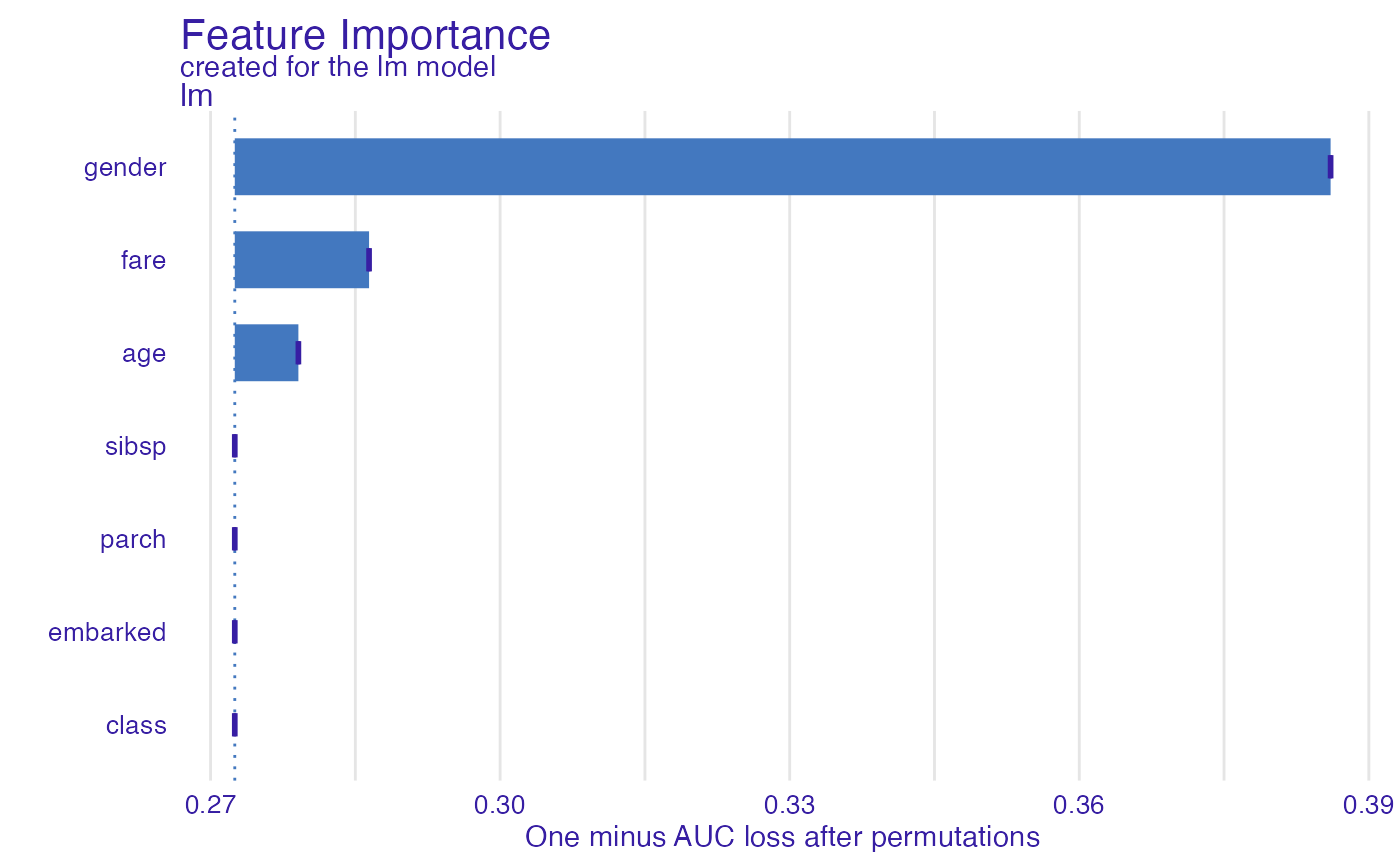 Feature Importance
created for the lm model
lm
gender
fare
age
sibsp
parch
embarked
class
0.27 0.30 0.33 0.36 0.39
One minus AUC loss after permutations